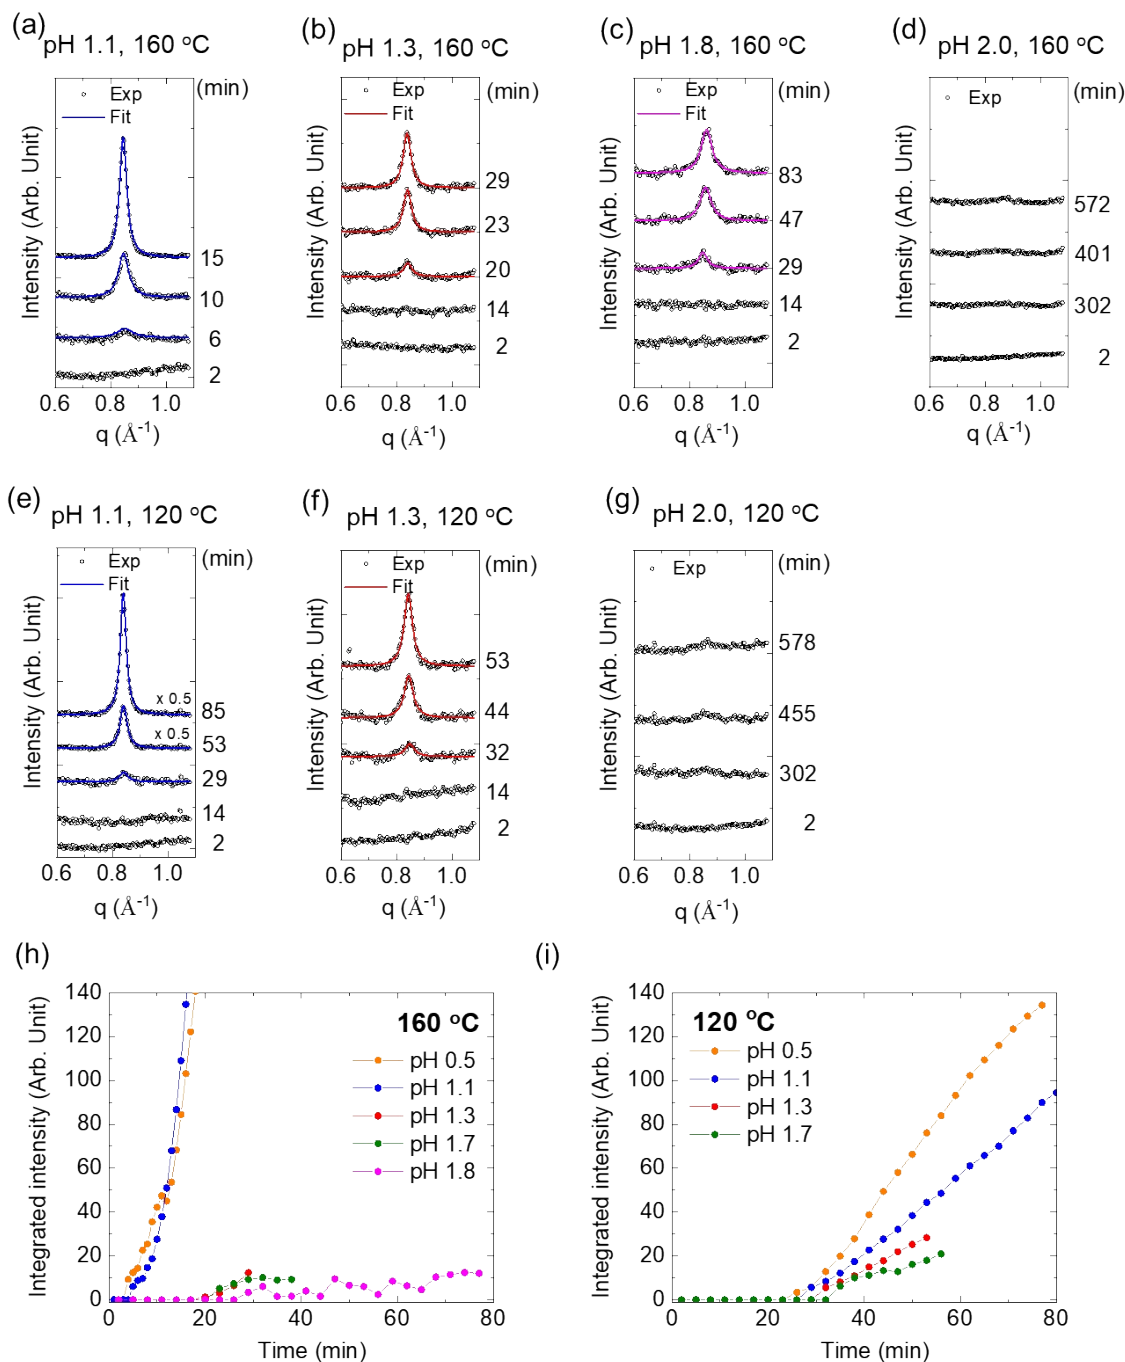 (a)
pH 1.1, 160 °C
(b)
pH 1.3, 160 °C
(c)
pH 1.8, 160 °C
(d)
pH 2.0, 160 °C
Intensity (Arb. Unit)
Exp
Fit
(min)
15
10
6
2
0.6 0.8 1.0
q (Å⁻¹)
Intensity (Arb. Unit)
Exp
Fit
(min)
29
23
20
14
2
0.6 0.8 1.0
q (Å⁻¹)
Intensity (Arb. Unit)
Exp
Fit
(min)
83
47
29
14
2
0.6 0.8 1.0
q (Å⁻¹)
Intensity (Arb. Unit)
Exp
(min)
572
401
302
2
0.6 0.8 1.0
q (Å⁻¹)
(e)
pH 1.1, 120 °C
(f)
pH 1.3, 120 °C
(g)
pH 2.0, 120 °C
Intensity (Arb. Unit)
Exp
Fit
(min)
x 0.5
85
x 0.5
53
29
14
2
0.6 0.8 1.0
q (Å⁻¹)
Intensity (Arb. Unit)
Exp
Fit
(min)
53
44
32
14
2
0.6 0.8 1.0
q (Å⁻¹)
Intensity (Arb. Unit)
Exp
(min)
578
455
302
2
0.6 0.8 1.0
q (Å⁻¹)
(h)
Integrated intensity (Arb. Unit)
140
120
100
80
60
40
20
0
160 °C
pH 0.5
pH 1.1
pH 1.3
pH 1.7
pH 1.8
0 20 40 60 80
Time (min)
(i)
Integrated intensity (Arb. Unit)
140
120
100
80
60
40
20
0
120 °C
pH 0.5
pH 1.1
pH 1.3
pH 1.7
0 20 40 60 80
Time (min)